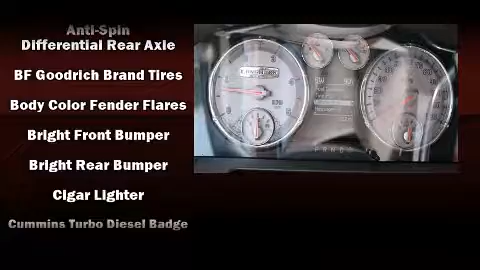 Anti-Spin
Differential Rear Axle
BF Goodrich Brand Tires
Body Color Fender Flares
Bright Front Bumper
Bright Rear Bumper
Cigar Lighter
Cummins Turbo Diesel Badge